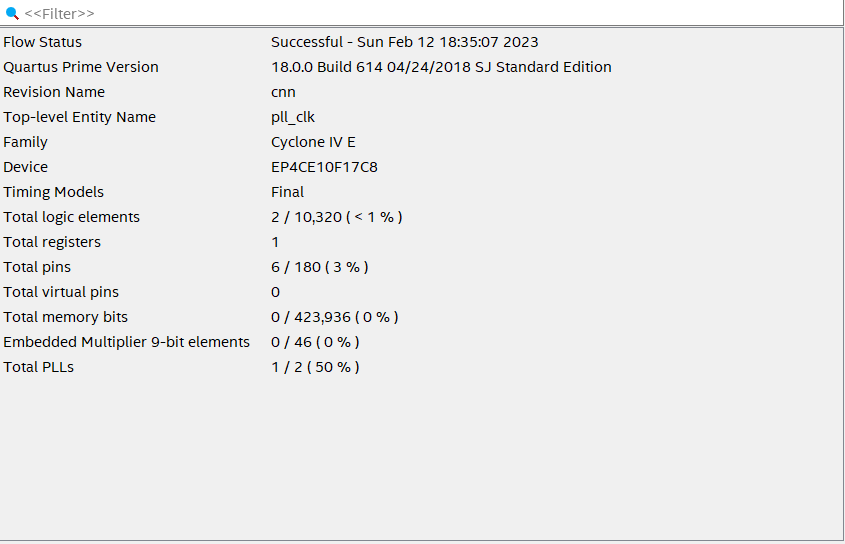 <<Filter>>
Flow Status Successful - Sun Feb 12 18:35:07 2023
Quartus Prime Version 18.0.0 Build 614 04/24/2018 SJ Standard Edition
Revision Name cnn
Top-level Entity Name pll_clk
Family Cyclone IV E
Device EP4CE10F17C8
Timing Models Final
Total logic elements 2 / 10,320 ( < 1 % )
Total registers 1
Total pins 6 / 180 ( 3 % )
Total virtual pins 0
Total memory bits 0 / 423,936 ( 0 % )
Embedded Multiplier 9-bit elements 0 / 46 ( 0 % )
Total PLLs 1 / 2 ( 50 % )